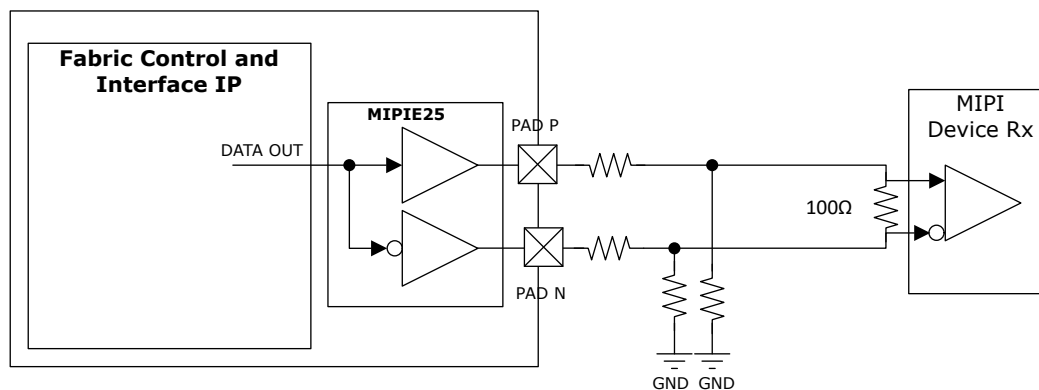 Fabric Control and
Interface IP
MIPIE25
PAD P
MIPI
Device Rx
DATA OUT
100Ω
PAD N
GND GND